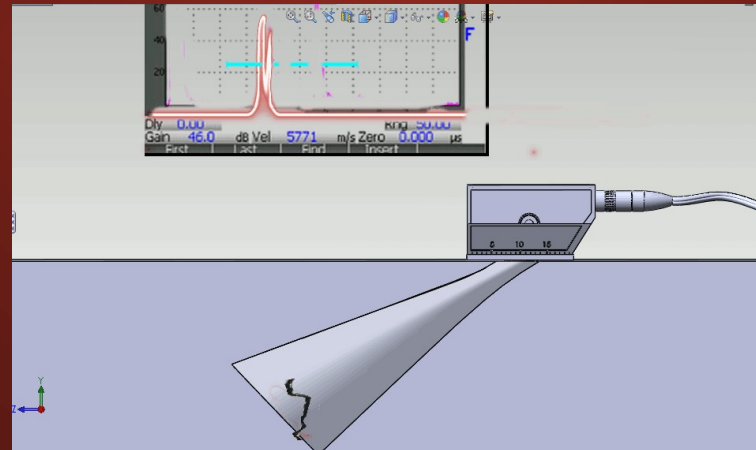 60
F
40
20
Dly 0.00 Rng 50.00
Gain 46.0 dB Vel 5771 m/s Zero 0.000 µs
First Last Find Insert
5 10 15
Y
Z